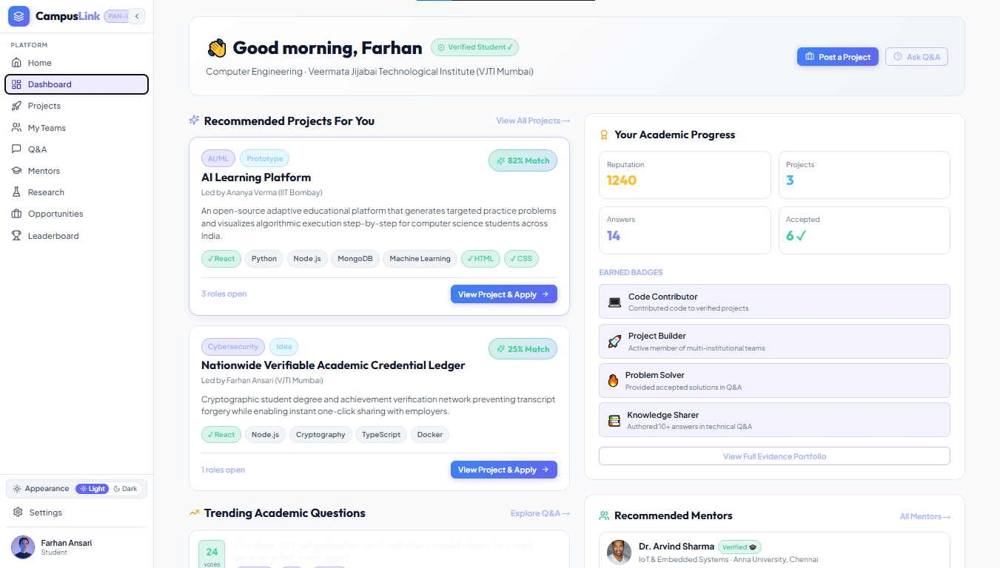 CampusLink PAN-I
PLATFORM
Home
Dashboard
Projects
My Teams
Q&A
Mentors
Research
Opportunities
Leaderboard
Appearance Light Dark
Settings
Farhan Ansari
Student
👋 Good morning, Farhan Verified Student ✓
Computer Engineering · Veermata Jijabai Technological Institute (VJTI Mumbai)
Post a Project Ask Q&A
Recommended Projects For You View All Projects →
AI/ML Prototype 82% Match
AI Learning Platform
Led by Ananya Verma (IIT Bombay)
An open-source adaptive educational platform that generates targeted practice problems
and visualizes algorithmic execution step-by-step for computer science students across
India.
✓ React Python Node.js MongoDB Machine Learning ✓ HTML ✓ CSS
3 roles open View Project & Apply →
Cybersecurity Idea 25% Match
Nationwide Verifiable Academic Credential Ledger
Led by Farhan Ansari (VJTI Mumbai)
Cryptographic student degree and achievement verification network preventing transcript
forgery while enabling instant one-click sharing with employers.
✓ React Node.js Cryptography TypeScript Docker
1 roles open View Project & Apply →
Trending Academic Questions Explore Q&A →
24
votes
How does JWT authentication work and where should tokens be stored
securely in full-stack apps?
Your Academic Progress
Reputation
1240
Projects
3
Answers
14
Accepted
6 ✓
EARNED BADGES
Code Contributor
Contributed code to verified projects
Project Builder
Active member of multi-institutional teams
Problem Solver
Provided accepted solutions in Q&A
Knowledge Sharer
Authored 10+ answers in technical Q&A
View Full Evidence Portfolio
Recommended Mentors All Mentors →
Dr. Arvind Sharma Verified 🎓
IoT & Embedded Systems · Anna University, Chennai